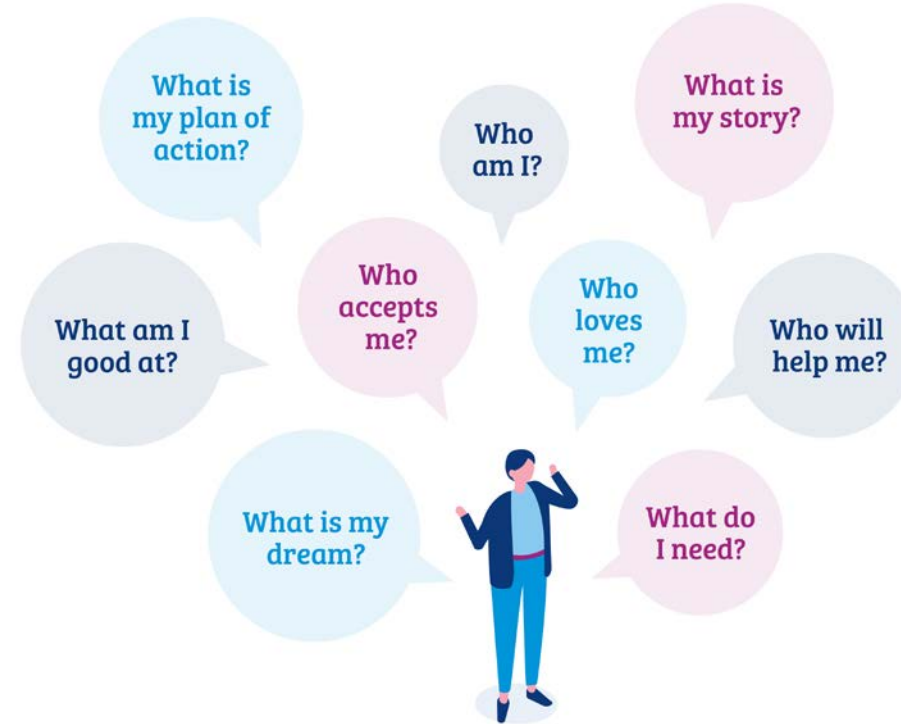 What is
my plan of
action?
Who
am I?
What is
my story?
What am I
good at?
Who
accepts
me?
Who
loves
me?
Who will
help me?
What is my
dream?
What do
I need?